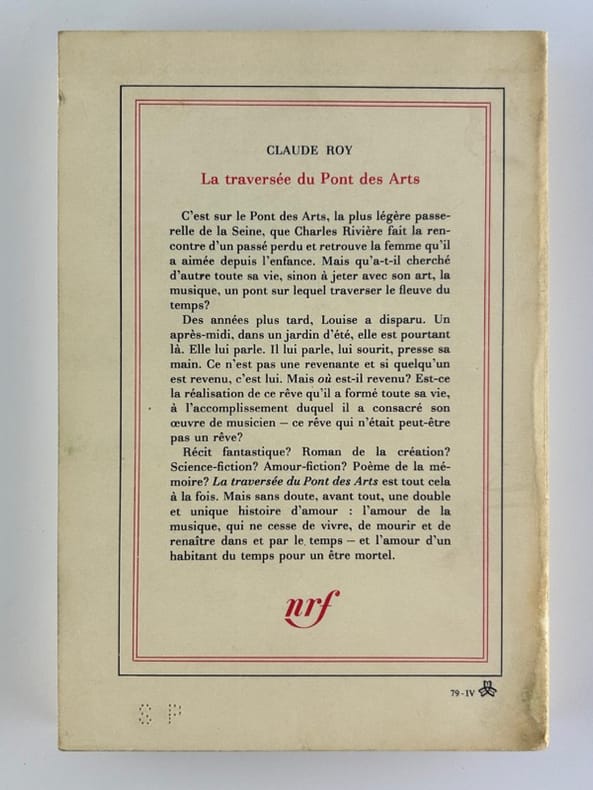 CLAUDE ROY
La traversée du Pont des Arts
C'est sur le Pont des Arts, la plus légère passe-
relle de la Seine, que Charles Rivière fait la ren-
contre d'un passé perdu et retrouve la femme qu'il
a aimée depuis l'enfance. Mais qu'a-t-il cherché
d'autre toute sa vie, sinon à jeter avec son art, la
musique, un pont sur lequel traverser le fleuve du
temps?
Des années plus tard, Louise a disparu. Un
après-midi, dans un jardin d'été, elle est pourtant
là. Elle lui parle. Il lui parle, lui sourit, presse sa
main. Ce n'est pas une revenante et si quelqu'un
est revenu, c'est lui. Mais où est-il revenu? Est-ce
la réalisation de ce rêve qu'il a formé toute sa vie,
à l'accomplissement duquel il a consacré son
œuvre de musicien – ce rêve qui n'était peut-être
pas un rêve?
Récit fantastique? Roman de la création?
Science-fiction? Amour-fiction? Poème de la mé-
moire? La traversée du Pont des Arts est tout cela
à la fois. Mais sans doute, avant tout, une double
et unique histoire d'amour : l'amour de la
musique, qui ne cesse de vivre, de mourir et de
renaître dans et par le temps – et l'amour d'un
habitant du temps pour un être mortel.
nrf
79-IV
S P